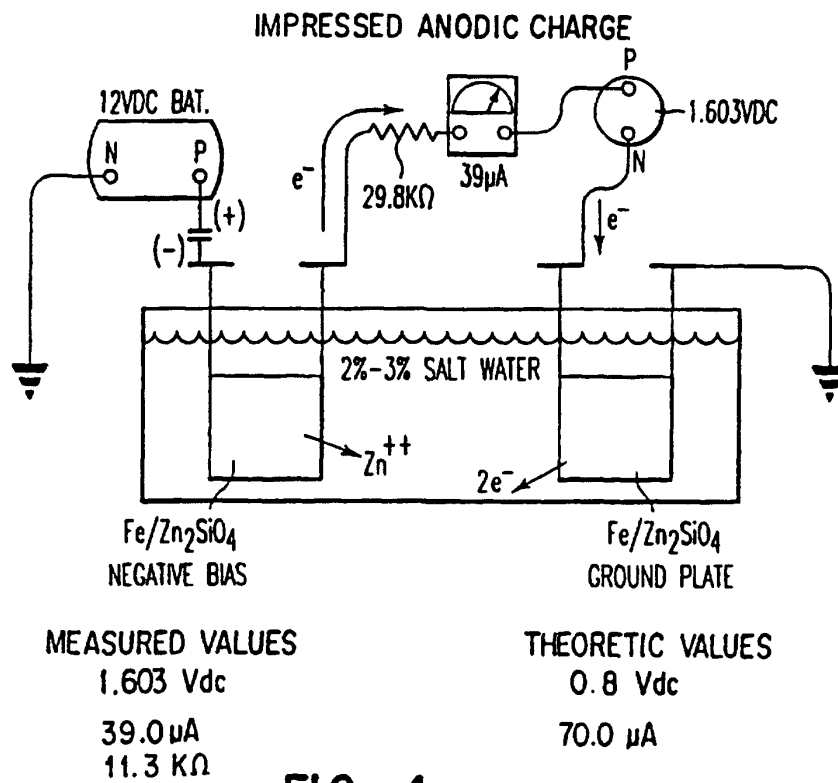 IMPRESSED ANODIC CHARGE
12VDC BAT.
N P
(+)
(-)
e⁻
29.8KΩ
39µA
P
N
1.603VDC
e⁻
2%-3% SALT WATER
Zn⁺⁺
2e⁻
Fe/Zn₂SiO₄
NEGATIVE BIAS
Fe/Zn₂SiO₄
GROUND PLATE
MEASURED VALUES
1.603 Vdc
39.0µA
11.3 KΩ
THEORETIC VALUES
0.8 Vdc
70.0 µA